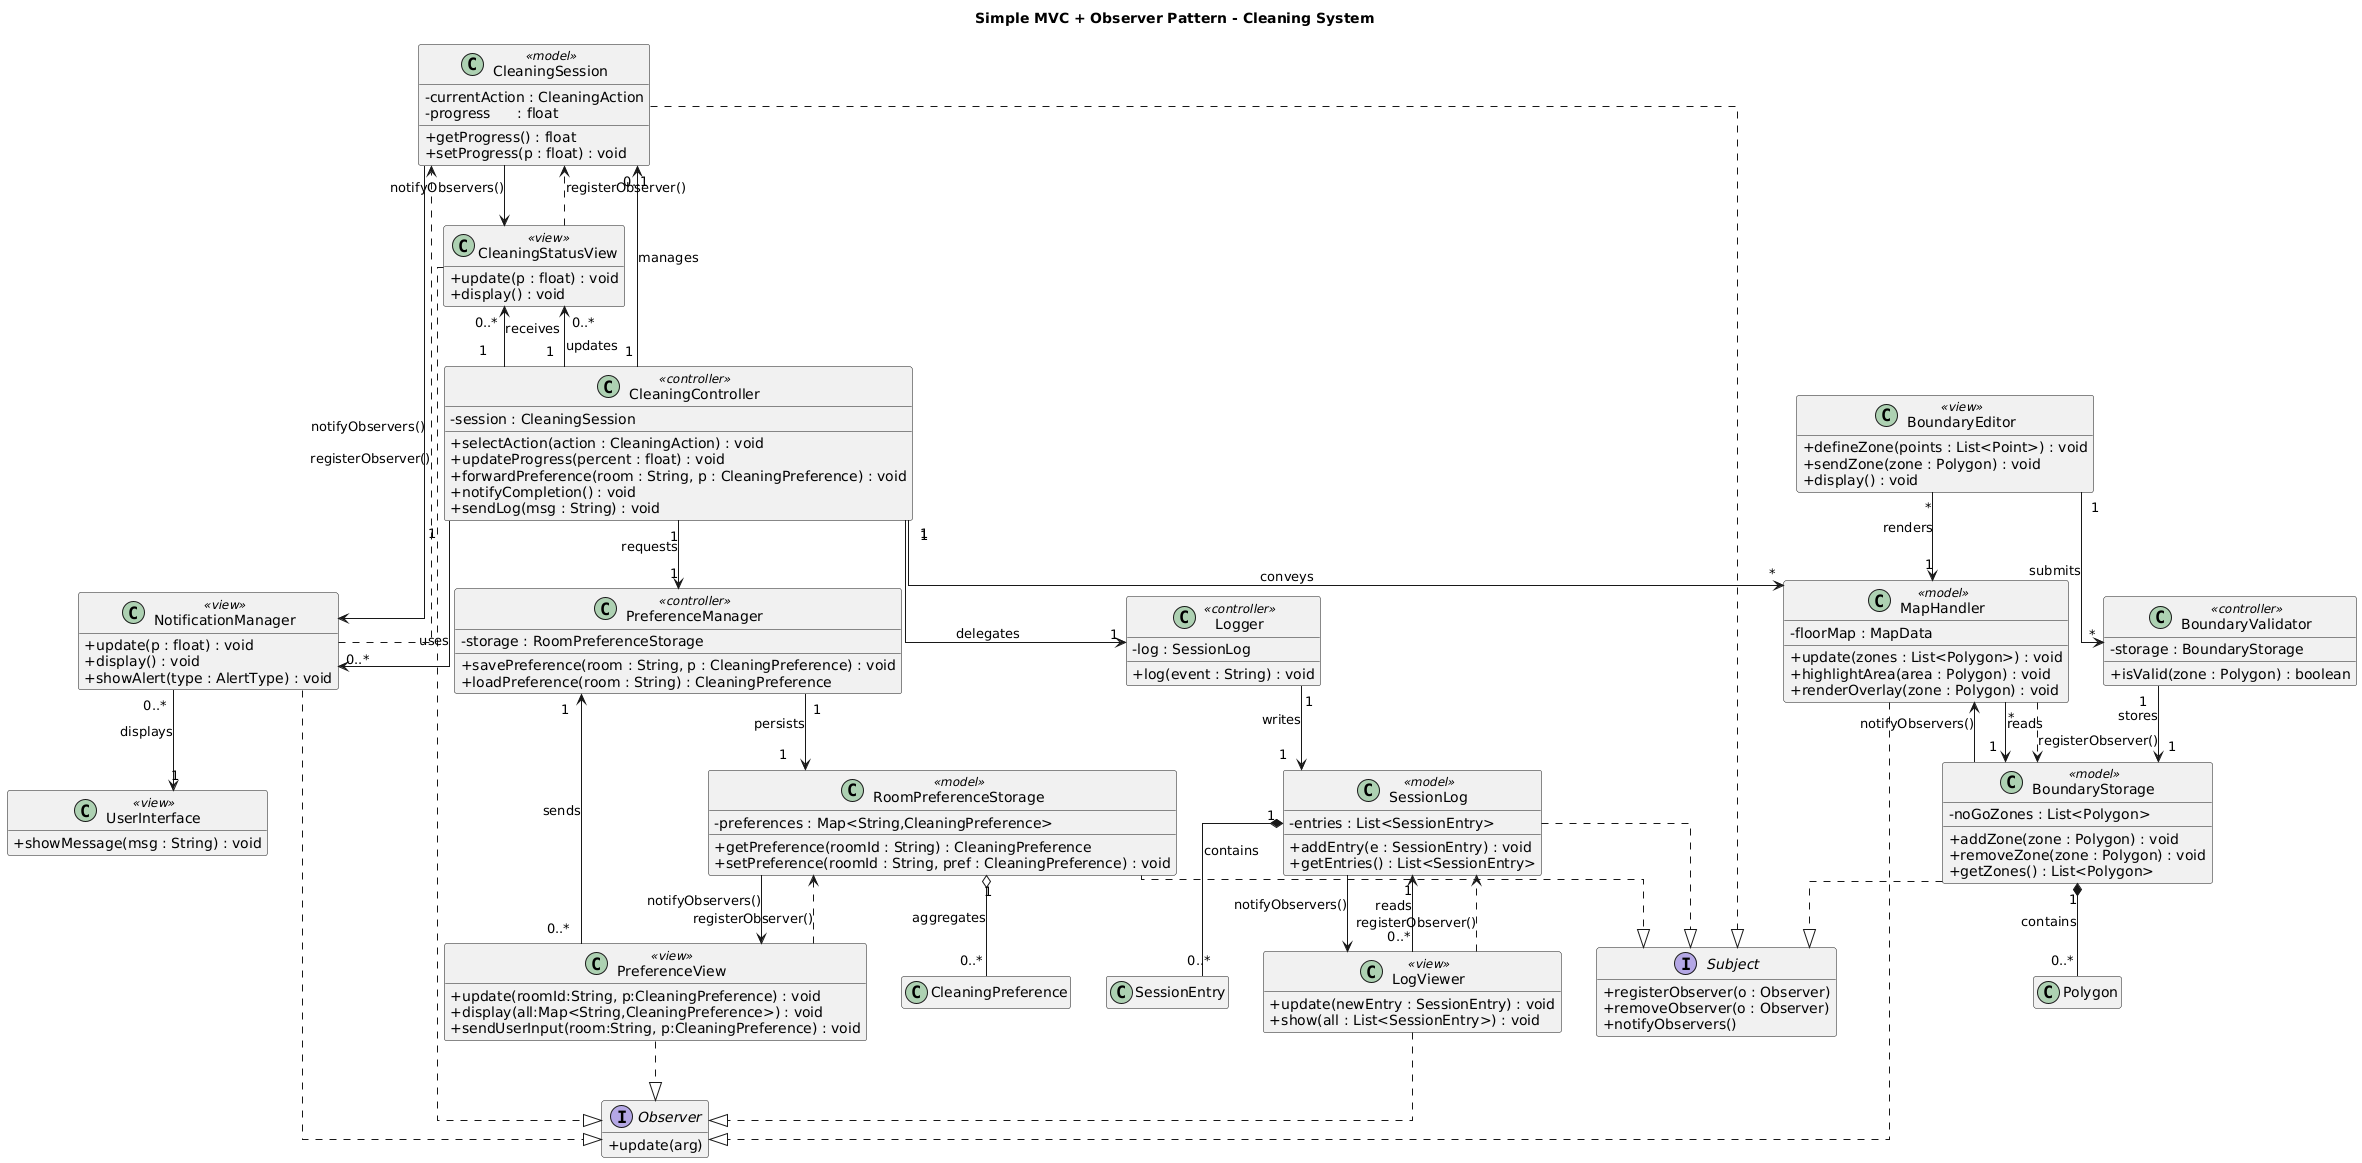 Simple MVC + Observer Pattern - Cleaning System
«model»
C CleaningSession
-currentAction : CleaningAction
-progress : float
+getProgress() : float
+setProgress(p : float) : void
notifyObservers()
registerObserver()
0..1
«view»
C CleaningStatusView
+update(p : float) : void
+display() : void
manages
0..*
receives
0..*
1
1
updates
1
«controller»
C CleaningController
-session : CleaningSession
+selectAction(action : CleaningAction) : void
+updateProgress(percent : float) : void
+forwardPreference(room : String, p : CleaningPreference) : void
+notifyCompletion() : void
+sendLog(msg : String) : void
«view»
C BoundaryEditor
+defineZone(points : List<Point>) : void
+sendZone(zone : Polygon) : void
+display() : void
notifyObservers()
registerObserver()
1
1
requests
1
1
1
conveys
*
delegates
1
*
renders
1
1
submits
*
uses
0..*
«view»
C NotificationManager
+update(p : float) : void
+display() : void
+showAlert(type : AlertType) : void
«controller»
C PreferenceManager
-storage : RoomPreferenceStorage
+savePreference(room : String, p : CleaningPreference) : void
+loadPreference(room : String) : CleaningPreference
«controller»
C Logger
-log : SessionLog
+log(event : String) : void
«model»
C MapHandler
-floorMap : MapData
+update(zones : List<Polygon>) : void
+highlightArea(area : Polygon) : void
+renderOverlay(zone : Polygon) : void
«controller»
C BoundaryValidator
-storage : BoundaryStorage
+isValid(zone : Polygon) : boolean
0..*
displays
1
1
sends
0..*
1
persists
1
1
writes
1
notifyObservers()
*
reads
1
registerObserver()
1
stores
1
«view»
C UserInterface
+showMessage(msg : String) : void
«model»
C RoomPreferenceStorage
-preferences : Map<String,CleaningPreference>
+getPreference(roomId : String) : CleaningPreference
+setPreference(roomId : String, pref : CleaningPreference) : void
«model»
C SessionLog
-entries : List<SessionEntry>
+addEntry(e : SessionEntry) : void
+getEntries() : List<SessionEntry>
«model»
C BoundaryStorage
-noGoZones : List<Polygon>
+addZone(zone : Polygon) : void
+removeZone(zone : Polygon) : void
+getZones() : List<Polygon>
notifyObservers()
registerObserver()
1
aggregates
0..*
1
contains
0..*
notifyObservers()
1
reads
registerObserver()
0..*
1
contains
0..*
«view»
C PreferenceView
+update(roomId:String, p:CleaningPreference) : void
+display(all:Map<String,CleaningPreference>) : void
+sendUserInput(room:String, p:CleaningPreference) : void
C CleaningPreference
C SessionEntry
«view»
C LogViewer
+update(newEntry : SessionEntry) : void
+show(all : List<SessionEntry>) : void
I Subject
+registerObserver(o : Observer)
+removeObserver(o : Observer)
+notifyObservers()
C Polygon
I Observer
+update(arg)